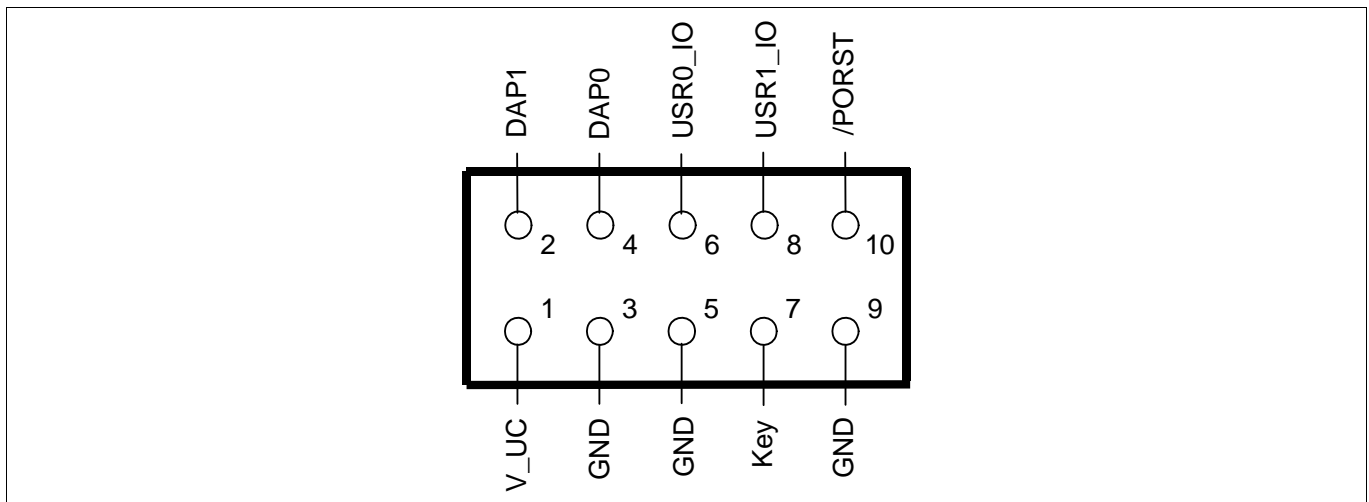 DAP1 DAP0 USR0_IO USR1_IO /PORST
2 4 6 8 10
1 3 5 7 9
V_UC GND GND Key GND